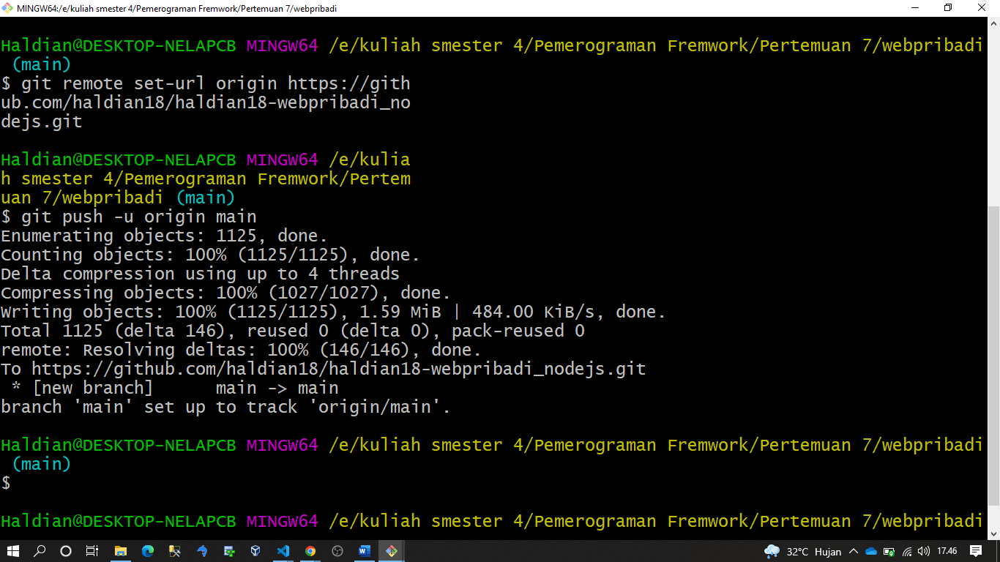 MINGW64:/e/kuliah smester 4/Pemerograman Fremwork/Pertemuan 7/webpribadi
Haldian@DESKTOP-NELAPCB MINGW64 /e/kuliah smester 4/Pemerograman Fremwork/Pertemuan 7/webpribadi
(main)
$ git remote set-url origin https://gith
ub.com/haldian18/haldian18-webpribadi_no
dejs.git
Haldian@DESKTOP-NELAPCB MINGW64 /e/kulia
h smester 4/Pemerograman Fremwork/Pertem
uan 7/webpribadi (main)
$ git push -u origin main
Enumerating objects: 1125, done.
Counting objects: 100% (1125/1125), done.
Delta compression using up to 4 threads
Compressing objects: 100% (1027/1027), done.
Writing objects: 100% (1125/1125), 1.59 MiB | 484.00 KiB/s, done.
Total 1125 (delta 146), reused 0 (delta 0), pack-reused 0
remote: Resolving deltas: 100% (146/146), done.
To https://github.com/haldian18/haldian18-webpribadi_nodejs.git
 * [new branch]      main -> main
branch 'main' set up to track 'origin/main'.
Haldian@DESKTOP-NELAPCB MINGW64 /e/kuliah smester 4/Pemerograman Fremwork/Pertemuan 7/webpribadi
(main)
$
Haldian@DESKTOP-NELAPCB MINGW64 /e/kuliah smester 4/Pemerograman Fremwork/Pertemuan 7/webpribadi
32°C Hujan 17.46